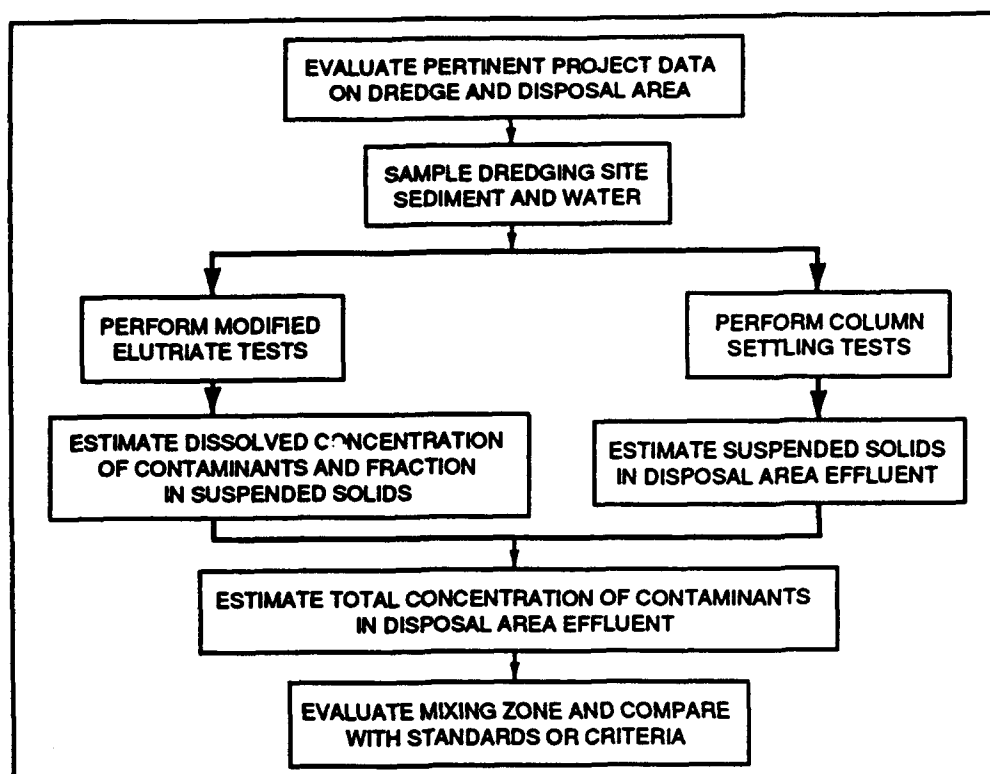 EVALUATE PERTINENT PROJECT DATA
ON DREDGE AND DISPOSAL AREA
SAMPLE DREDGING SITE
SEDIMENT AND WATER
PERFORM MODIFIED
ELUTRIATE TESTS
PERFORM COLUMN
SETTLING TESTS
ESTIMATE DISSOLVED CONCENTRATION
OF CONTAMINANTS AND FRACTION
IN SUSPENDED SOLIDS
ESTIMATE SUSPENDED SOLIDS
IN DISPOSAL AREA EFFLUENT
ESTIMATE TOTAL CONCENTRATION OF CONTAMINANTS
IN DISPOSAL AREA EFFLUENT
EVALUATE MIXING ZONE AND COMPARE
WITH STANDARDS OR CRITERIA